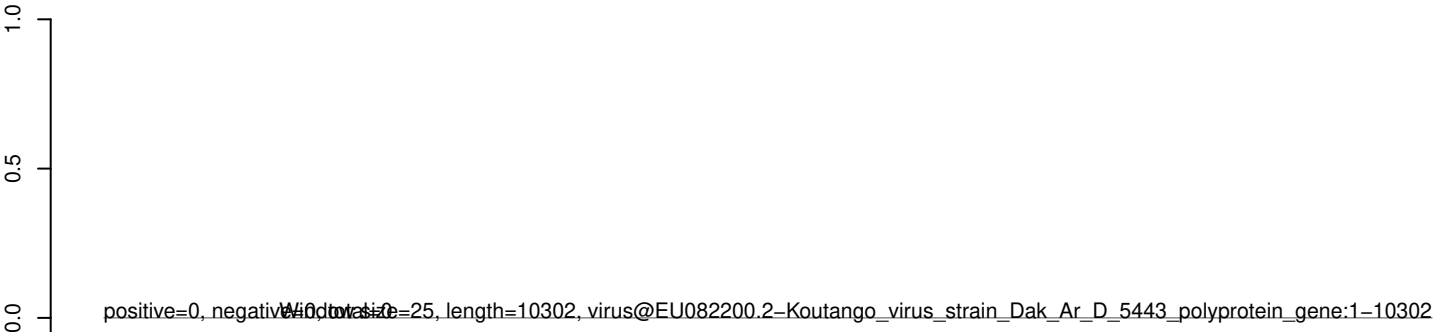 1.0
0.5
0.0
positive=0, negative=0, total=0
Window size=25, length=10302, virus@EU082200.2−Koutango_virus_strain_Dak_Ar_D_5443_polyprotein_gene:1−10302